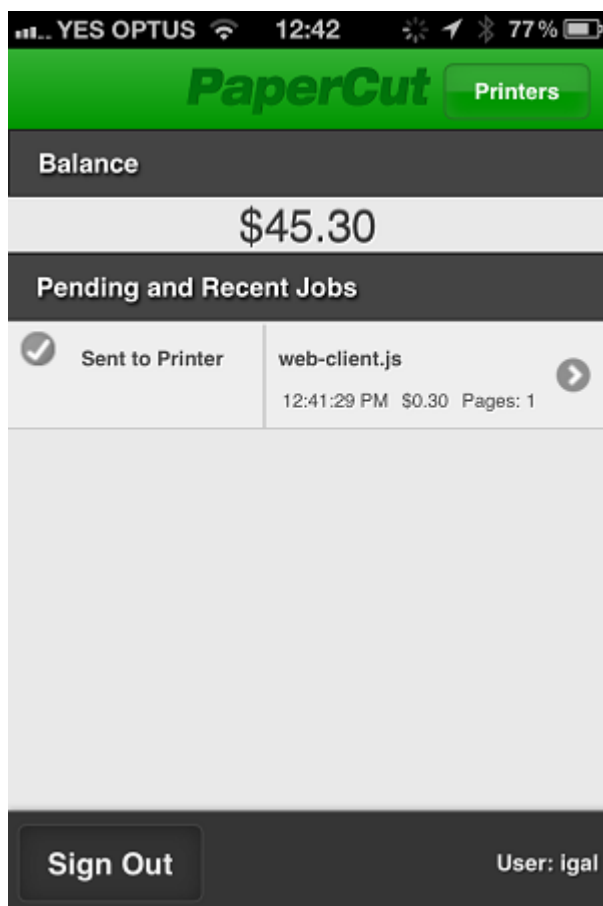 YES OPTUS 12:42 77%
PaperCut Printers
Balance
$45.30
Pending and Recent Jobs
Sent to Printer web-client.js
12:41:29 PM $0.30 Pages: 1
Sign Out User: igal